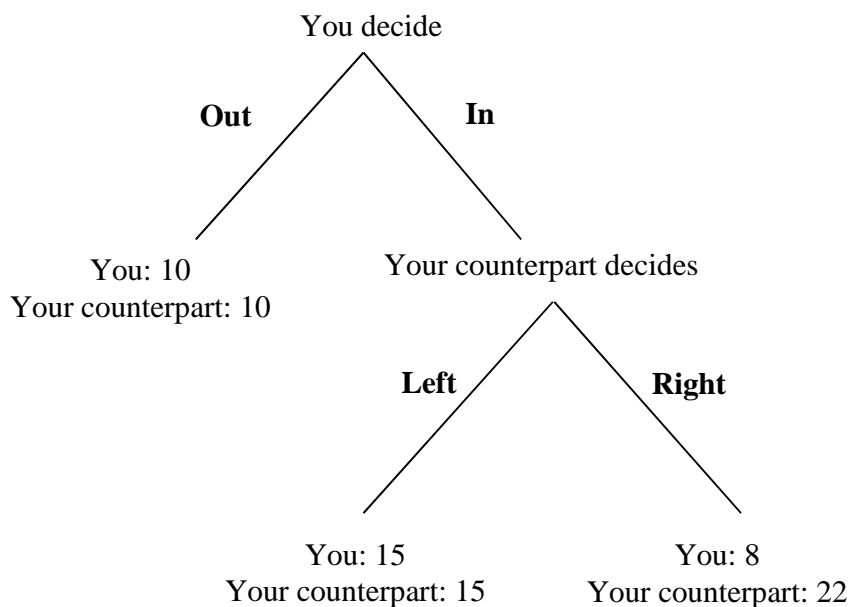 You decide
Out
In
You: 10
Your counterpart: 10
Your counterpart decides
Left
Right
You: 15
Your counterpart: 15
You: 8
Your counterpart: 22